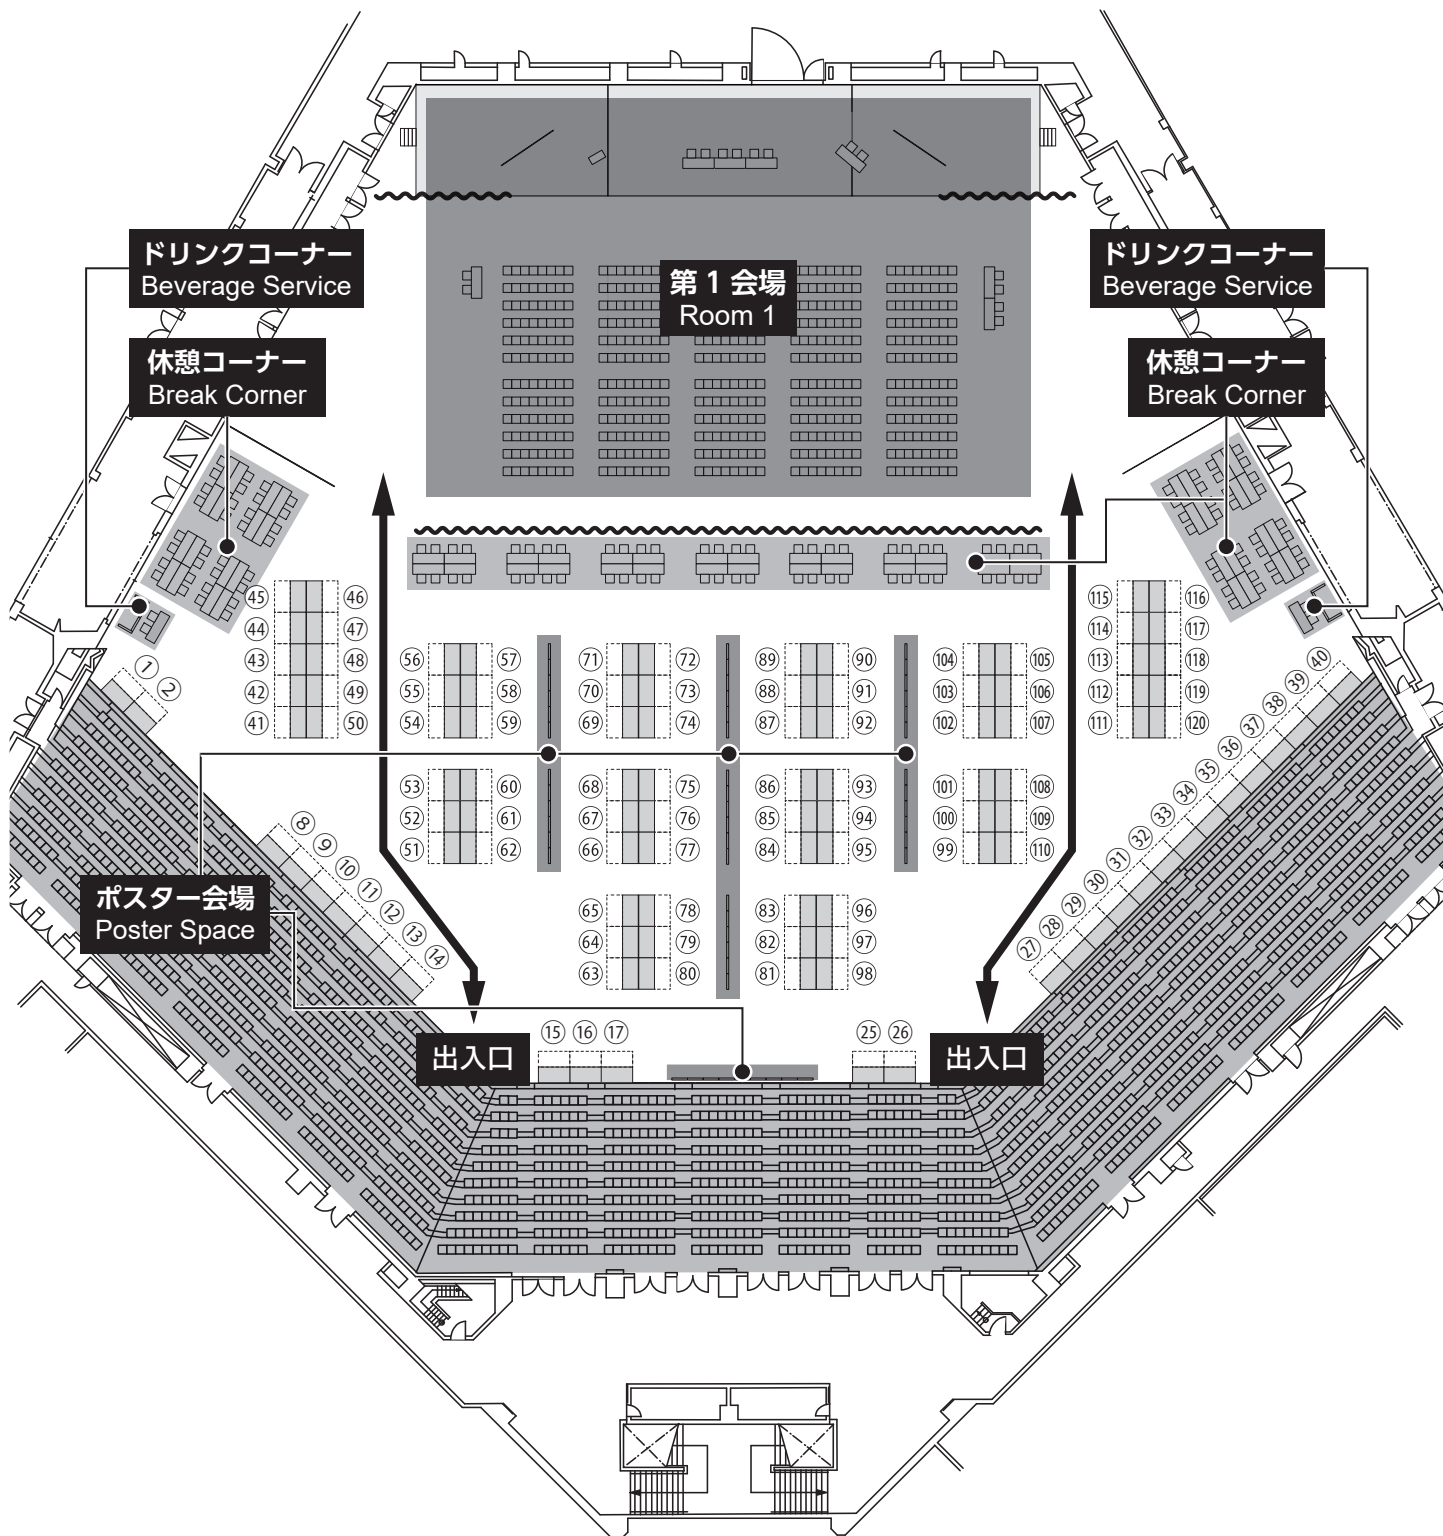 ドリンクコーナー
Beverage Service
休憩コーナー
Break Corner
第 1 会場
Room 1
ドリンクコーナー
Beverage Service
休憩コーナー
Break Corner
45 46
44 47
43 48
42 49
41 50
115 116
114 117
113 118
112 119
111 120
56 57 71 72 89 90 104 105
55 58 70 73 88 91 103 106
54 59 69 74 87 92 102 107
53 60 68 75 86 93 101 108
52 61 67 76 85 94 100 109
51 62 66 77 84 95 99 110
65 78 83 96
64 79 82 97
63 80 81 98
1 2
8 9 10 11 12 13 14
ポスター会場
Poster Space
27 28 29 30 31 32 33 34 35 36 37 38 39 40
15 16 17
25 26
出入口
出入口